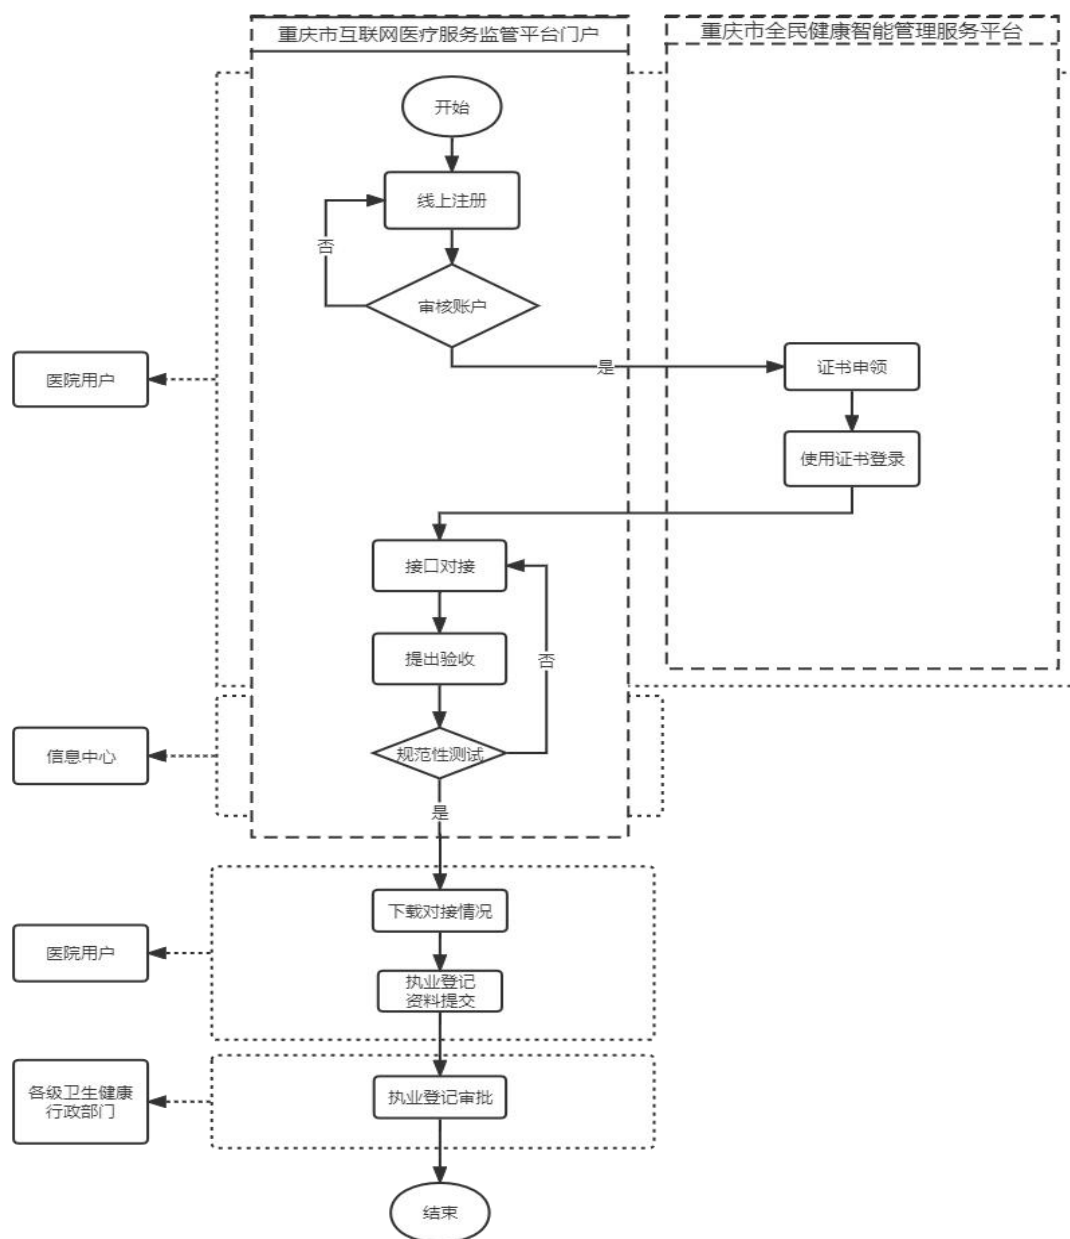 重庆市互联网医疗服务监管平台门户
重庆市全民健康智能管理服务平台
开始
线上注册
否
审核账户
是
证书申领
医院用户
使用证书登录
接口对接
提出验收
否
信息中心
规范性测试
是
下载对接情况
医院用户
执业登记
资料提交
各级卫生健康
行政部门
执业登记审批
结束